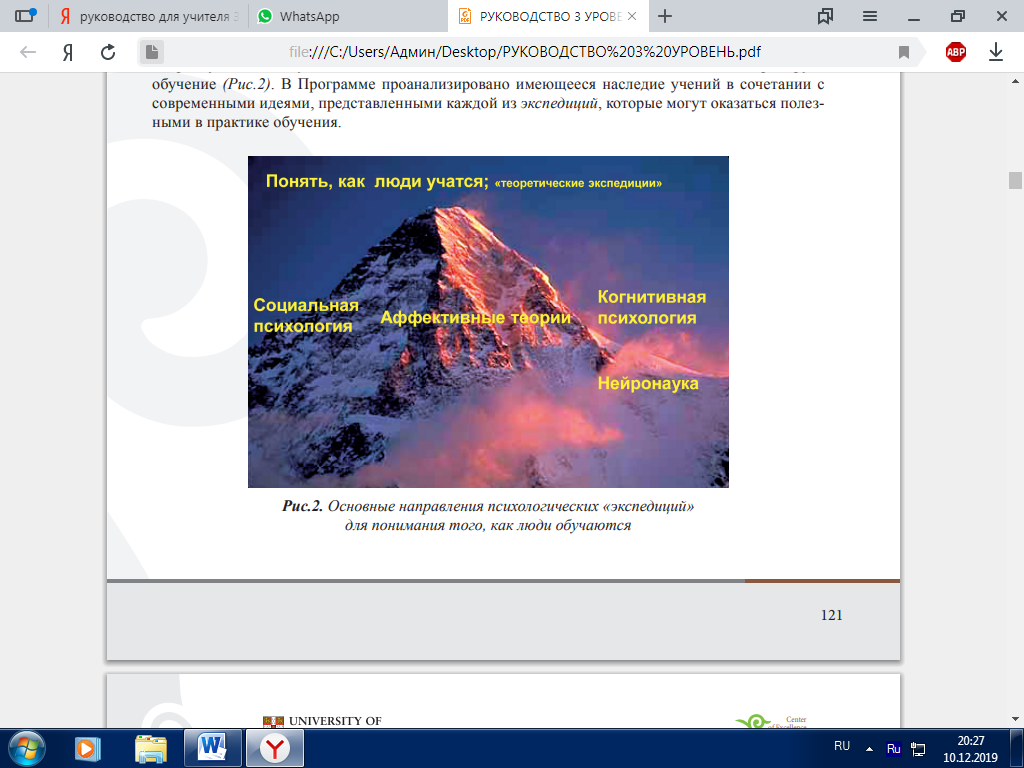 руководство для учителя
WhatsApp
РУКОВОДСТВО 3 УРОВЕ
file:///C:/Users/Админ/Desktop/РУКОВОДСТВО%203%20УРОВЕНЬ.pdf
ABP
обучение (Рис.2). В Программе проанализировано имеющееся наследие учений в сочетании с
современными идеями, представленными каждой из экспедиций, которые могут оказаться полез-
ными в практике обучения.
Понять, как люди учатся; «теоретические экспедиции»
Социальная
психология
Аффективные теории
Когнитивная
психология
Нейронаука
Рис.2. Основные направления психологических «экспедиций»
для понимания того, как люди обучаются
121
UNIVERSITY OF
Center
RU
Ru
20:27
10.12.2019